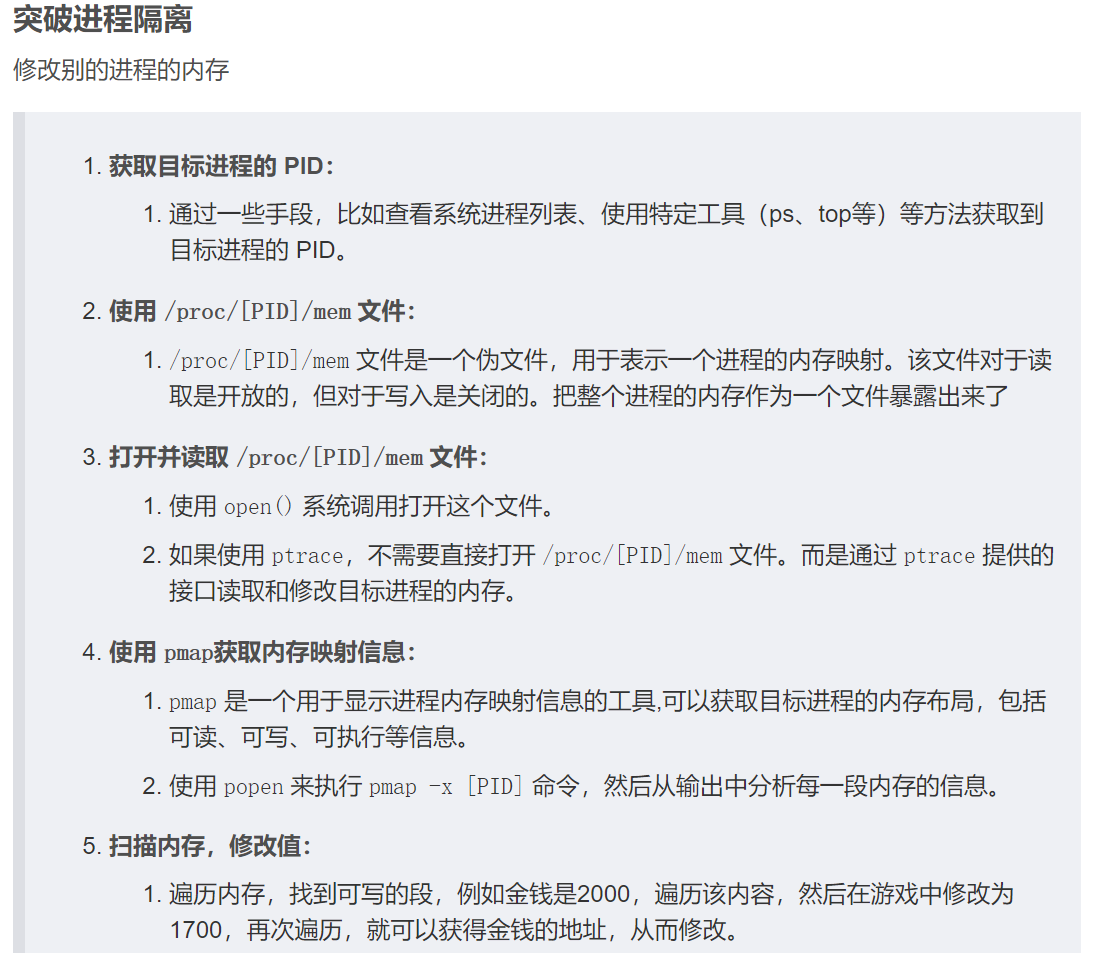 突破进程隔离
修改别的进程的内存
1. 获取目标进程的 PID：
1. 通过一些手段，比如查看系统进程列表、使用特定工具（ps、top等）等方法获取到
目标进程的 PID。
2. 使用 /proc/[PID]/mem 文件：
1. /proc/[PID]/mem 文件是一个伪文件，用于表示一个进程的内存映射。该文件对于读
取是开放的，但对于写入是关闭的。把整个进程的内存作为一个文件暴露出来了
3. 打开并读取 /proc/[PID]/mem 文件：
1. 使用 open() 系统调用打开这个文件。
2. 如果使用 ptrace，不需要直接打开 /proc/[PID]/mem 文件。而是通过 ptrace 提供的
接口读取和修改目标进程的内存。
4. 使用 pmap获取内存映射信息：
1. pmap 是一个用于显示进程内存映射信息的工具,可以获取目标进程的内存布局，包括
可读、可写、可执行等信息。
2. 使用 popen 来执行 pmap -x [PID] 命令，然后从输出中分析每一段内存的信息。
5. 扫描内存，修改值：
1. 遍历内存，找到可写的段，例如金钱是2000，遍历该内容，然后在游戏中修改为
1700，再次遍历，就可以获得金钱的地址，从而修改。